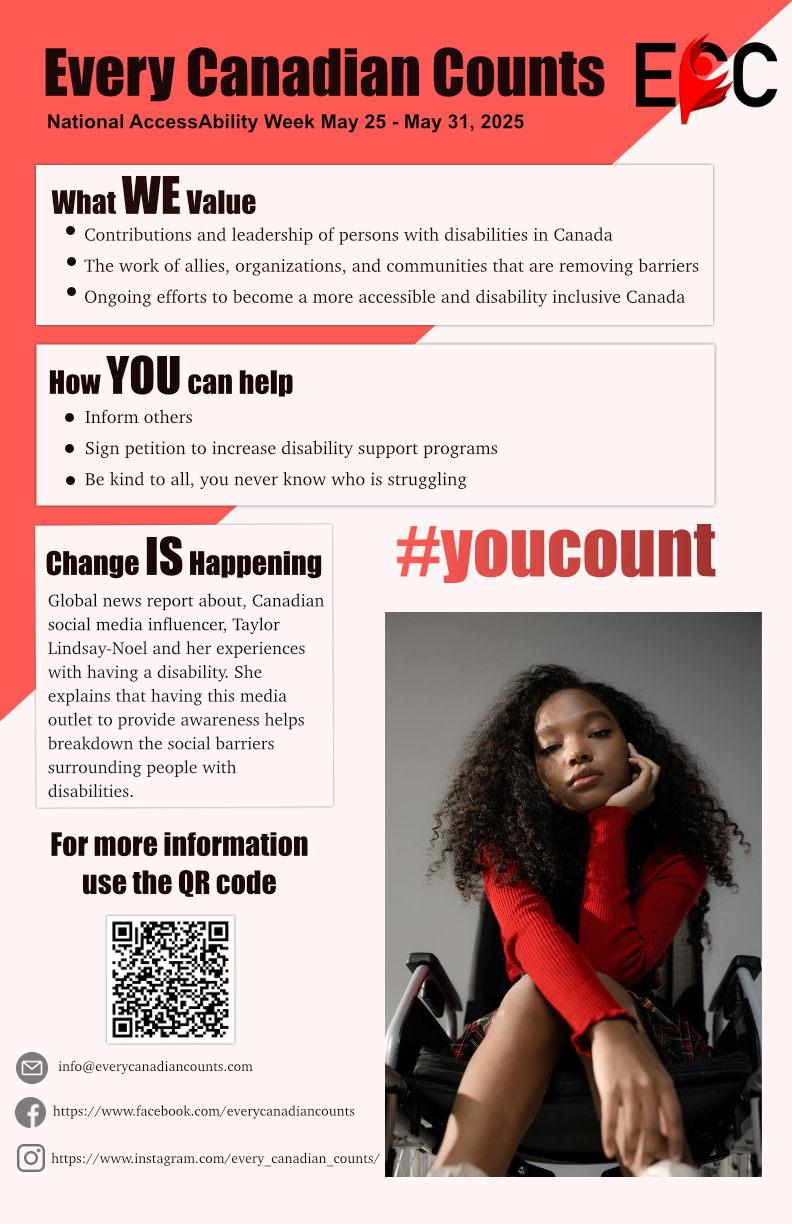 Every Canadian Counts
ECC
National AccessAbility Week May 25 - May 31, 2025
What WE Value
• Contributions and leadership of persons with disabilities in Canada
• The work of allies, organizations, and communities that are removing barriers
• Ongoing efforts to become a more accessible and disability inclusive Canada
How YOU can help
• Inform others
• Sign petition to increase disability support programs
• Be kind to all, you never know who is struggling
Change IS Happening
Global news report about, Canadian
social media influencer, Taylor
Lindsay-Noel and her experiences
with having a disability. She
explains that having this media
outlet to provide awareness helps
breakdown the social barriers
surrounding people with
disabilities.
#youcount
For more information
use the QR code
info@everycanadiancounts.com
https://www.facebook.com/everycanadiancounts
https://www.instagram.com/every_canadian_counts/